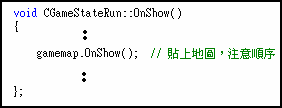 void CGameStateRun::OnShow()
{
:
gamemap.OnShow(); // 貼上地圖，注意順序
:
};